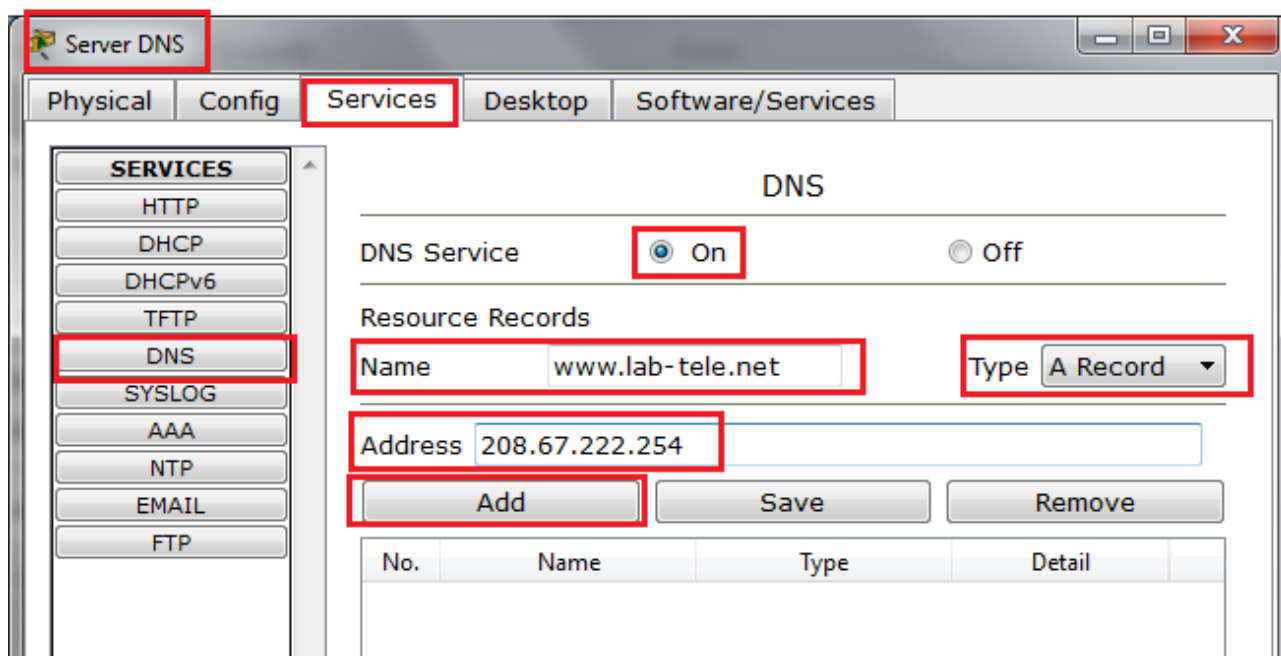 Server DNS
Physical Config Services Desktop Software/Services
SERVICES
HTTP
DHCP
DHCPv6
TFTP
DNS
SYSLOG
AAA
NTP
EMAIL
FTP
DNS
DNS Service On Off
Resource Records
Name www.lab-tele.net Type A Record
Address 208.67.222.254
Add Save Remove
No. Name Type Detail